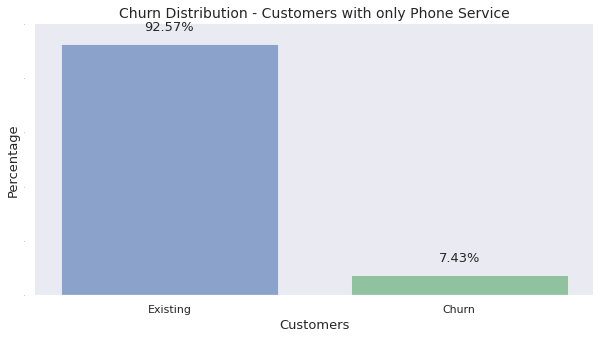 Churn Distribution - Customers with only Phone Service
92.57%
7.43%
Percentage
Existing
Churn
Customers